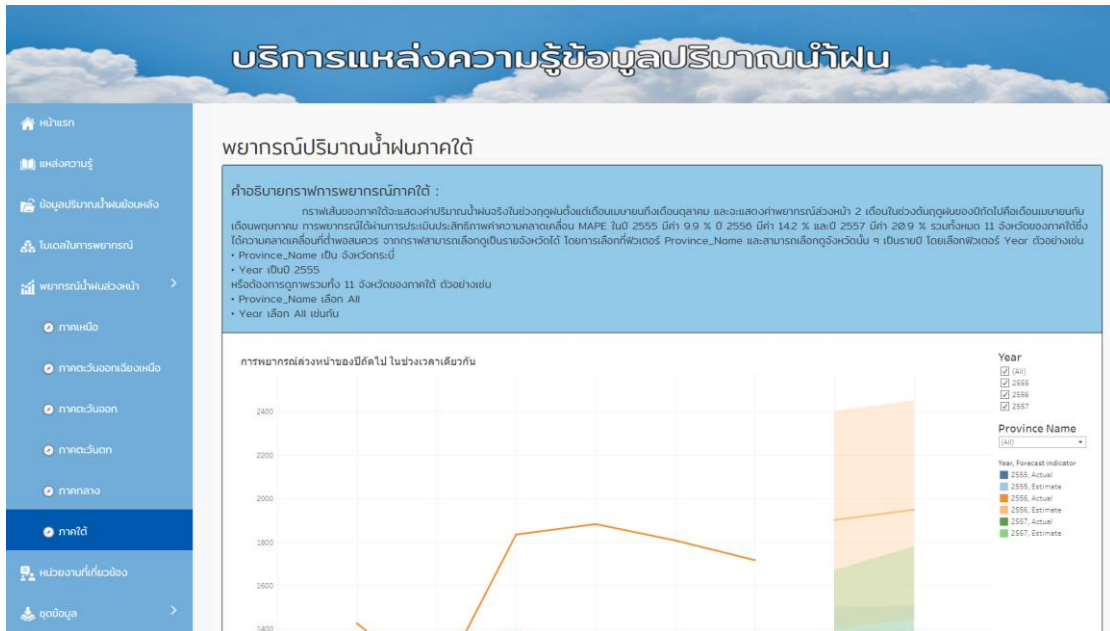 บริการแหล่งความรู้ข้อมูลปริมาณน้ำฝน
หน้าแรก
แหล่งความรู้
ข้อมูลปริมาณน้ำฝนย้อนหลัง
โมเดลในการพยากรณ์
พยากรณ์น้ำฝนล่วงหน้า
ภาคเหนือ
ภาคตะวันออกเฉียงเหนือ
ภาคตะวันออก
ภาคตะวันตก
ภาคกลาง
ภาคใต้
หน่วยงานที่เกี่ยวข้อง
ชุดข้อมูล
พยากรณ์ปริมาณน้ำฝนภาคใต้
คำอธิบายกราฟการพยากรณ์ภาคใต้ :
กราฟเส้นของภาคใต้จะแสดงค่าปริมาณน้ำฝนจริงในช่วงฤดูฝนตั้งแต่เดือนเมษายนถึงเดือนตุลาคม และจะแสดงค่าพยากรณ์ล่วงหน้า 2 เดือนในช่วงต้นฤดูฝนของปีถัดไปคือเดือนเมษายนกับ
เดือนพฤษภาคม การพยากรณ์ได้ผ่านการประเมินประสิทธิภาพค่าความคลาดเคลื่อน MAPE ในปี 2555 มีค่า 9.9 % ปี 2556 มีค่า 14.2 % และปี 2557 มีค่า 20.9 % รวมทั้งหมด 11 จังหวัดของภาคใต้ซึ่ง
ได้ความคลาดเคลื่อนที่ต่ำพอสมควร จากกราฟสามารถเลือกดูเป็นรายจังหวัดได้ โดยการเลือกที่ฟิวเตอร์ Province_Name และสามารถเลือกดูจังหวัดนั้น ๆ เป็นรายปี โดยเลือกฟิวเตอร์ Year ตัวอย่างเช่น
• Province_Name เป็น จังหวัดกระบี่
• Year เป็นปี 2555
หรือต้องการดูภาพรวมทั้ง 11 จังหวัดของภาคใต้ ตัวอย่างเช่น
• Province_Name เลือก All
• Year เลือก All เช่นกัน
การพยากรณ์ล่วงหน้าของปีถัดไป ในช่วงเวลาเดียวกัน
2400
2200
2000
1800
1600
1400
Year
(All)
2555
2556
2557
Province Name
(All)
Year, Forecast indicator
2555, Actual
2555, Estimate
2556, Actual
2556, Estimate
2557, Actual
2557, Estimate